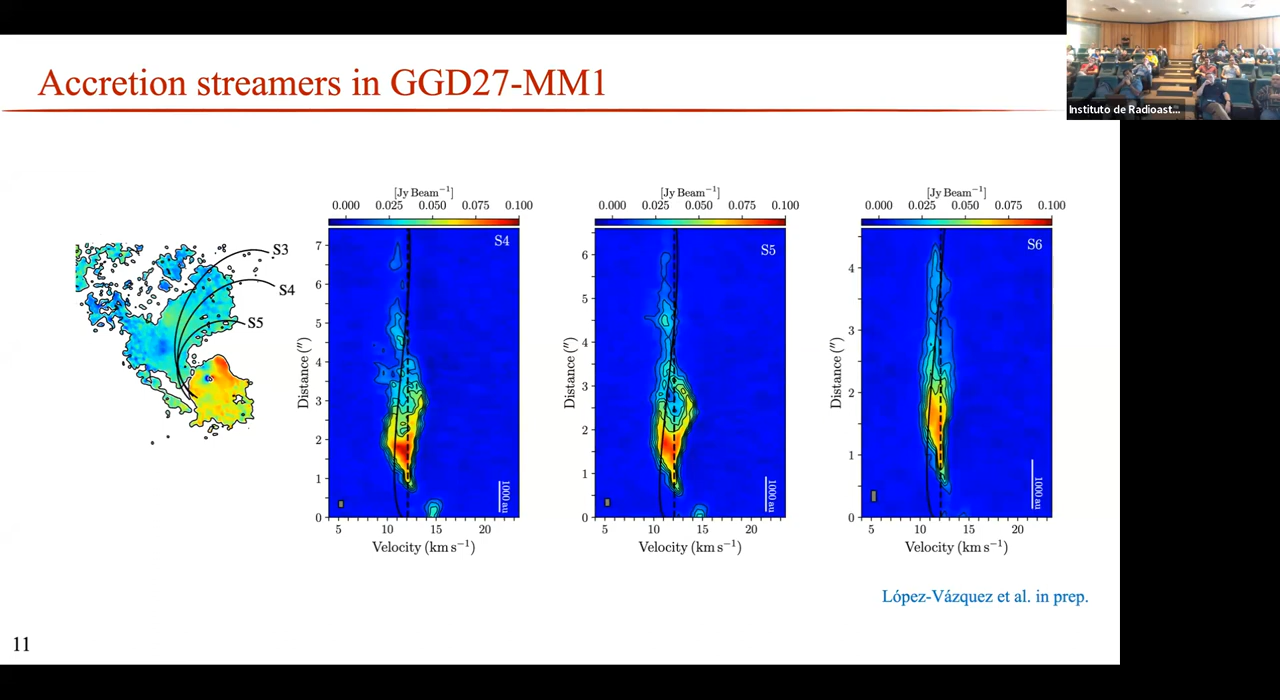 Accretion streamers in GGD27-MM1
Instituto de Radioast...
S3
S4
S5
[Jy Beam⁻¹]
0.000 0.025 0.050 0.075 0.100
S4
7
6
5
4
3
2
1
0
Distance (″)
1000 au
5 10 15 20
Velocity (km s⁻¹)
[Jy Beam⁻¹]
0.000 0.025 0.050 0.075 0.100
S5
6
5
4
3
2
1
0
Distance (″)
1000 au
5 10 15 20
Velocity (km s⁻¹)
[Jy Beam⁻¹]
0.000 0.025 0.050 0.075 0.100
S6
4
3
2
1
0
Distance (″)
1000 au
5 10 15 20
Velocity (km s⁻¹)
López-Vázquez et al. in prep.
11